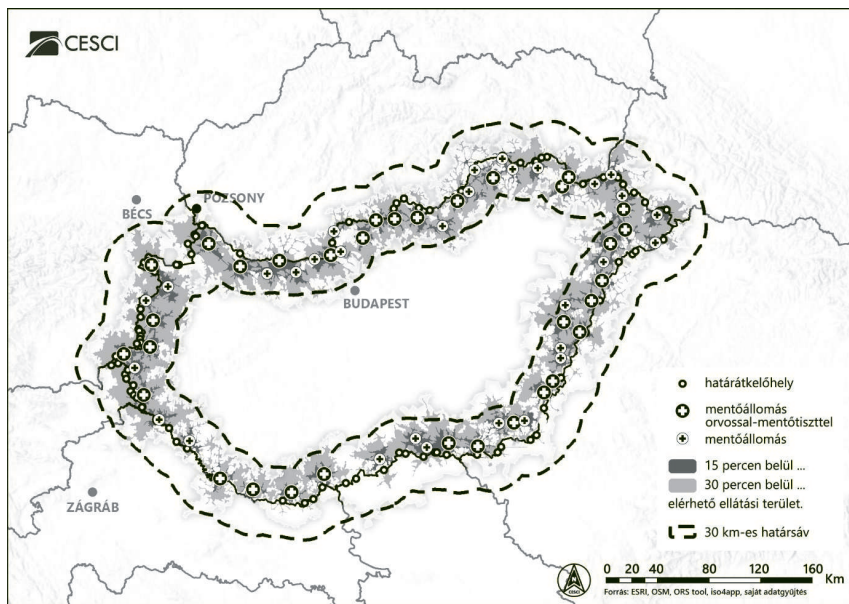 CESCI
POZSONY
BÉCS
BUDAPEST
ZÁGRÁB
határátkelőhely
mentőállomás
orvossal-mentőtiszttel
mentőállomás
15 percen belül ...
30 percen belül ...
elérhető ellátási terület.
30 km-es határsáv
0 20 40 80 120 160
Km
CESCI
Forrás: ESRI, OSM, ORS tool, iso4app, saját adatgyűjtés